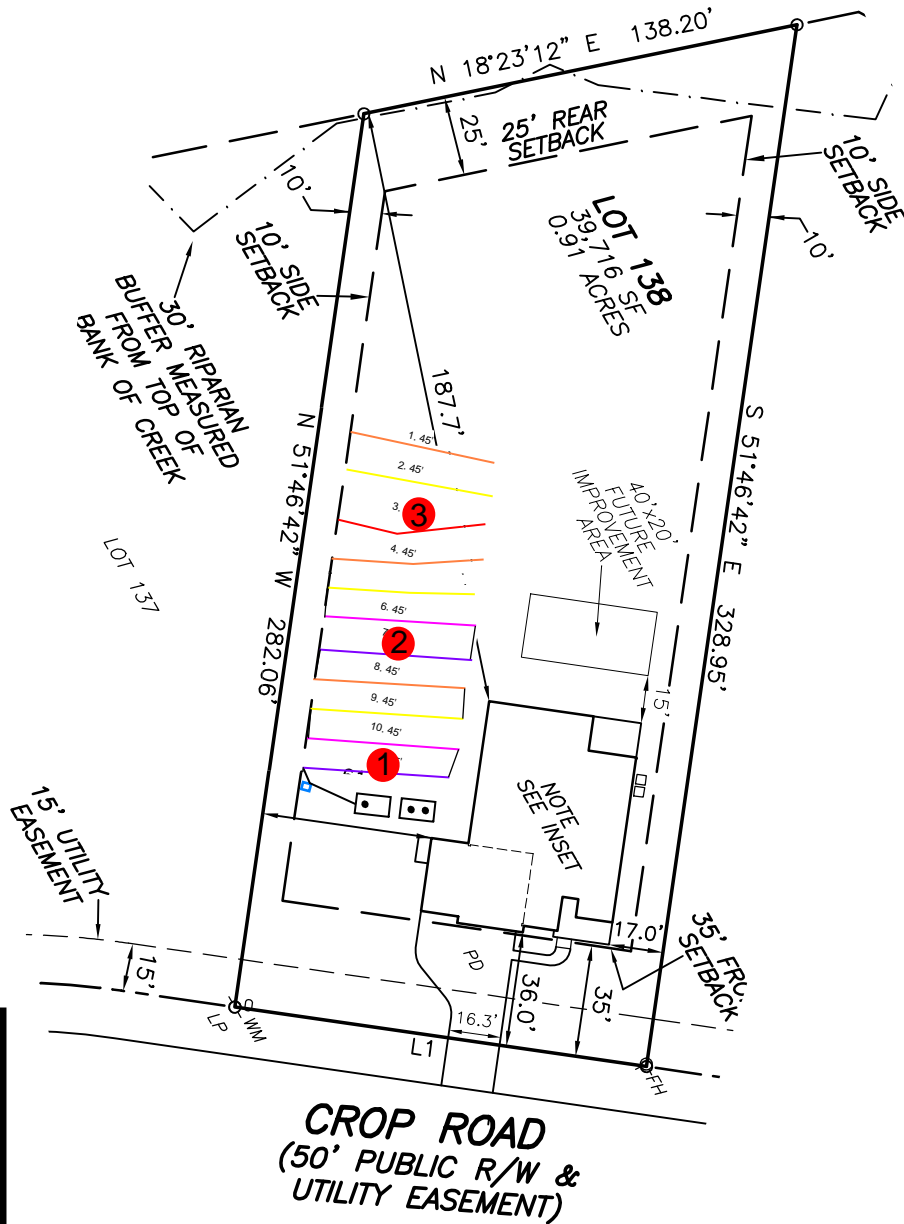 N 18°23'12" E 138.20'
25'
25' REAR
SETBACK
10'
10' SIDE
SETBACK
10'
10' SIDE
SETBACK
LOT 138
39,716 SF
0.91 ACRES
30' RIPARIAN
BUFFER MEASURED
FROM TOP OF
BANK OF CREEK
187.7'
N 51°46'42" W 282.06'
S 51°46'42" E 328.95'
1. 45'
2. 45'
3.
3
4. 45'
40'x20'
FUTURE
IMPROVEMENT
AREA
LOT 137
6. 45'
2
8. 45'
9. 45'
10. 45'
1
15'
NOTE
SEE INSET
15' UTILITY
EASEMENT
15'
17.0'
35'
SETBACK
PD
36.0'
35'
16.3'
L1
LP
WM
FH
CROP ROAD
(50' PUBLIC R/W &
UTILITY EASEMENT)